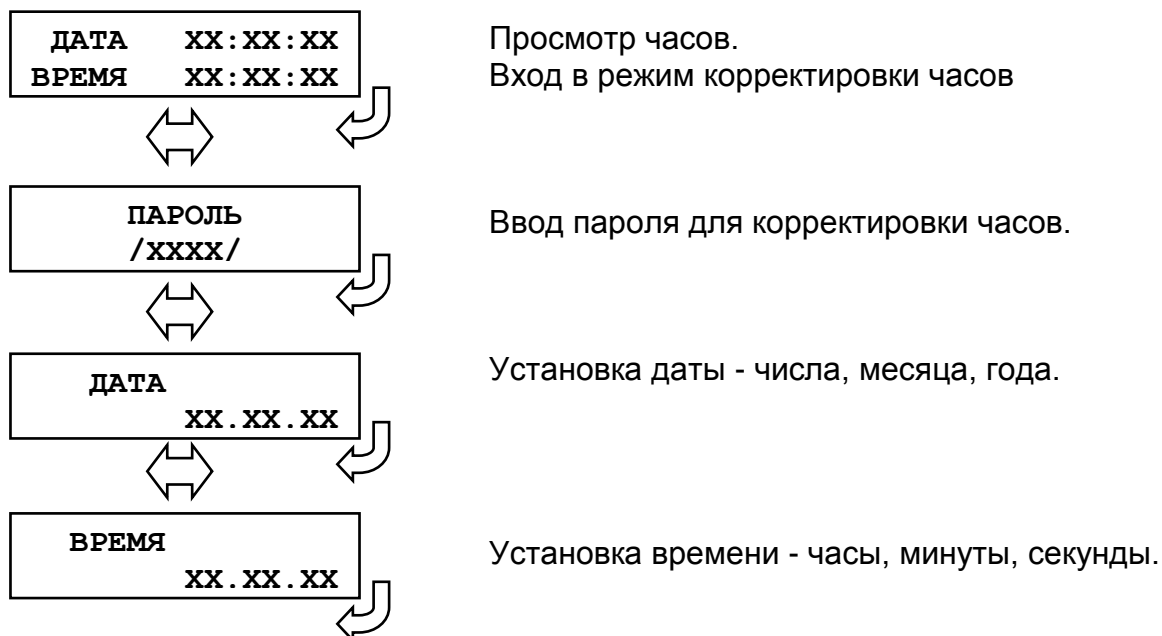 ДАТА XX:XX:XX
ВРЕМЯ XX:XX:XX
Просмотр часов.
Вход в режим корректировки часов
ПАРОЛЬ
/XXXX/
Ввод пароля для корректировки часов.
ДАТА
XX.XX.XX
Установка даты - числа, месяца, года.
ВРЕМЯ
XX.XX.XX
Установка времени - часы, минуты, секунды.